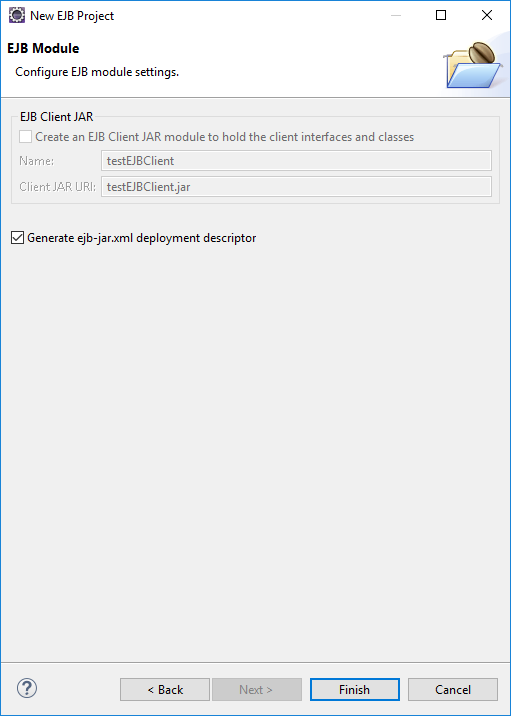 New EJB Project
EJB Module
Configure EJB module settings.
EJB Client JAR
Create an EJB Client JAR module to hold the client interfaces and classes
Name: testEJBClient
Client JAR URI: testEJBClient.jar
Generate ejb-jar.xml deployment descriptor
? < Back Next > Finish Cancel